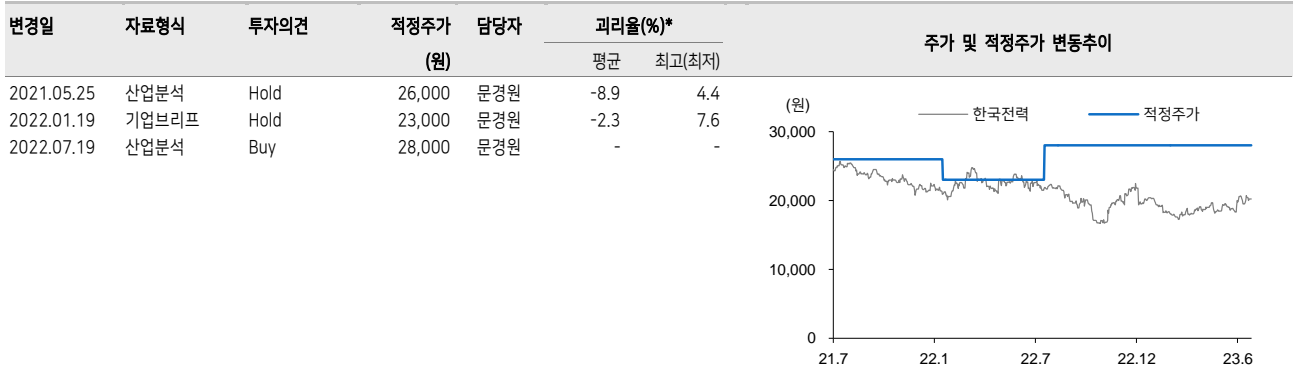 변경일 자료형식 투자의견 적정주가 담당자 괴리율(%)*
(원) 평균 최고(최저)
2021.05.25 산업분석 Hold 26,000 문경원 -8.9 4.4
2022.01.19 기업브리프 Hold 23,000 문경원 -2.3 7.6
2022.07.19 산업분석 Buy 28,000 문경원 - -
주가 및 적정주가 변동추이
(원)
한국전력 적정주가
30,000
20,000
10,000
0
21.7 22.1 22.7 22.12 23.6